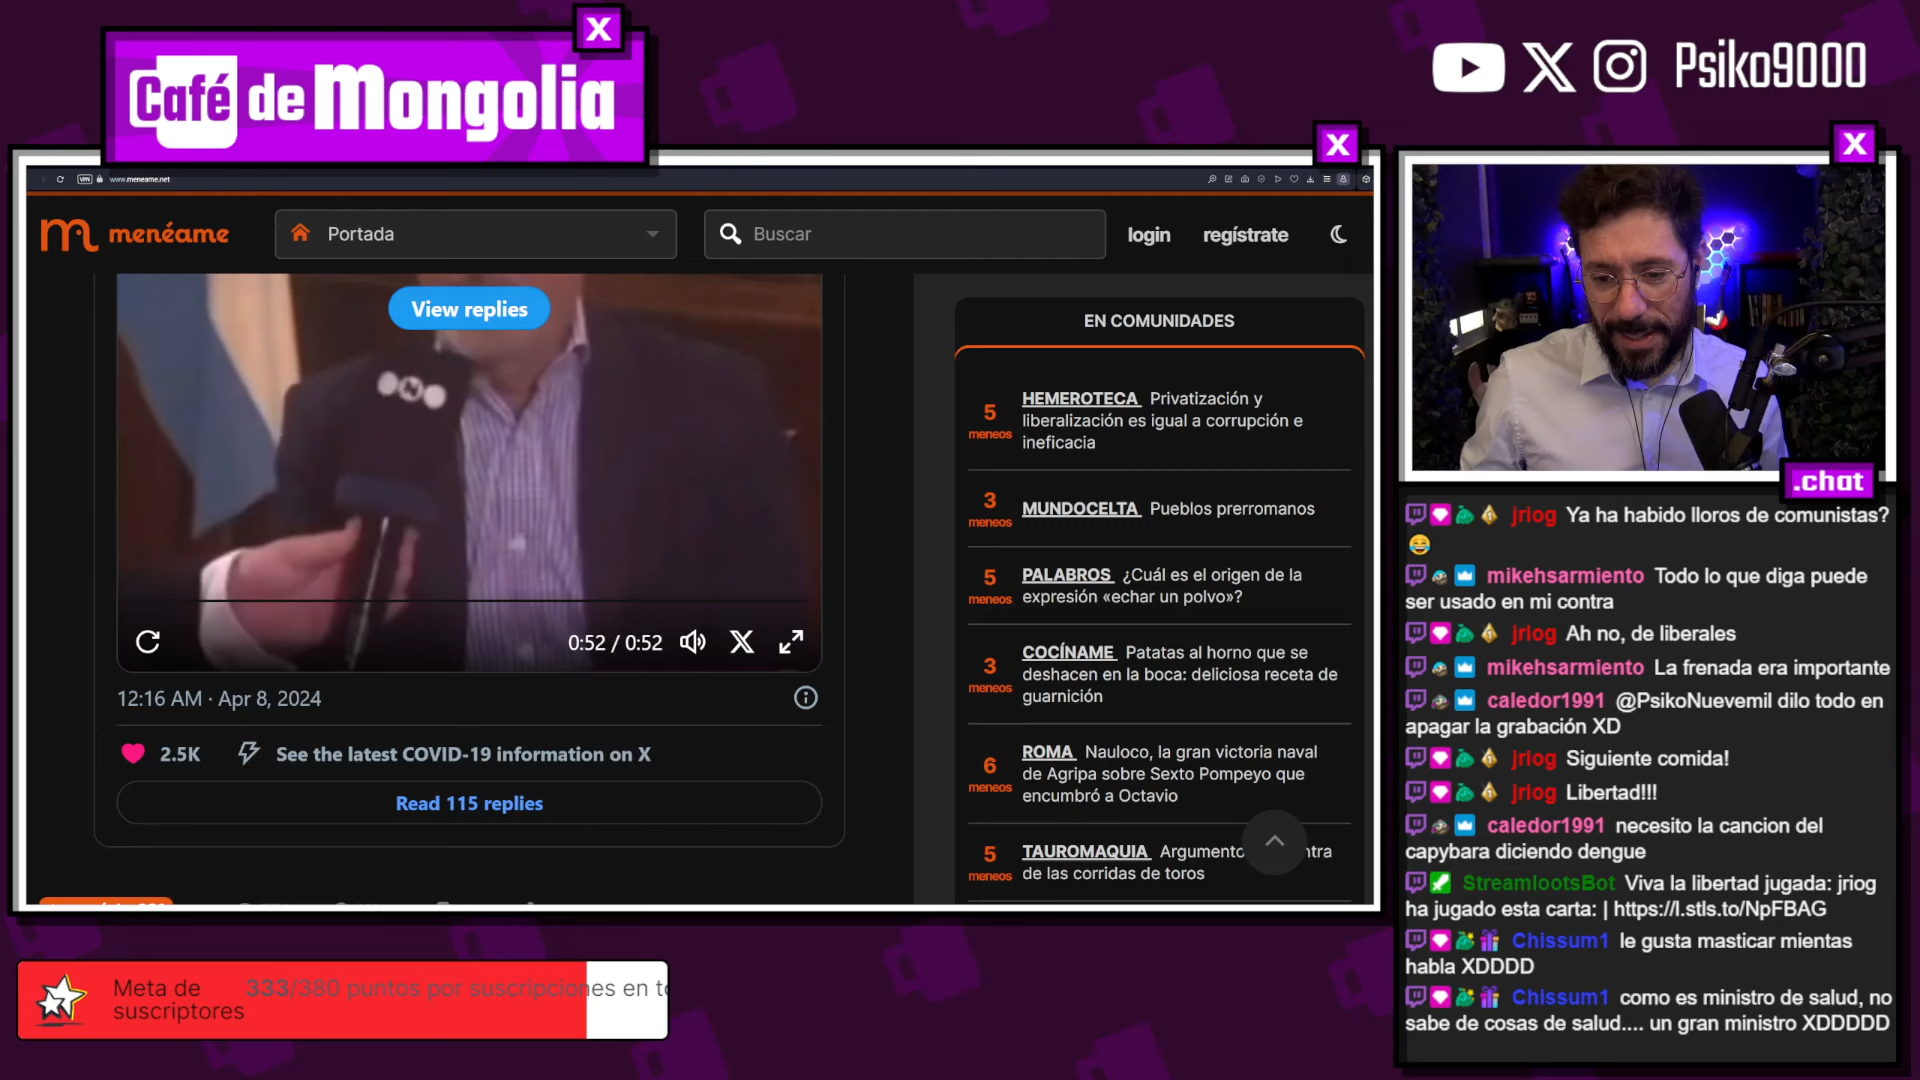 X
Café de Mongolia
Psiko9000
X
X
VPN
www.meneame.net
menéame
Portada
Buscar
login
regístrate
View replies
0:52 / 0:52
12:16 AM · Apr 8, 2024
2.5K
See the latest COVID-19 information on X
Read 115 replies
EN COMUNIDADES
5 meneos
HEMEROTECA Privatización y
liberalización es igual a corrupción e
ineficacia
3 meneos
MUNDOCELTA Pueblos prerromanos
5 meneos
PALABROS ¿Cuál es el origen de la
expresión «echar un polvo»?
3 meneos
COCÍNAME Patatas al horno que se
deshacen en la boca: deliciosa receta de
guarnición
6 meneos
ROMA Nauloco, la gran victoria naval
de Agripa sobre Sexto Pompeyo que
encumbró a Octavio
5 meneos
TAUROMAQUIA
de las corridas de toros
.chat
jriog Ya ha habido lloros de comunistas?
😂
mikehsarmiento Todo lo que diga puede
ser usado en mi contra
jriog Ah no, de liberales
mikehsarmiento La frenada era importante
caledor1991 @PsikoNuevemil dilo todo en
apagar la grabación XD
jriog Siguiente comida!
jriog Libertad!!!
caledor1991 necesito la cancion del
capybara diciendo dengue
StreamlootsBot Viva la libertad jugada: jriog
ha jugado esta carta: | https://l.stls.to/NpFBAG
Chissum1 le gusta masticar mientas
habla XDDDD
Chissum1 como es ministro de salud, no
sabe de cosas de salud.... un gran ministro XDDDDD
Meta de
suscriptores
333/380 puntos por suscripciones en